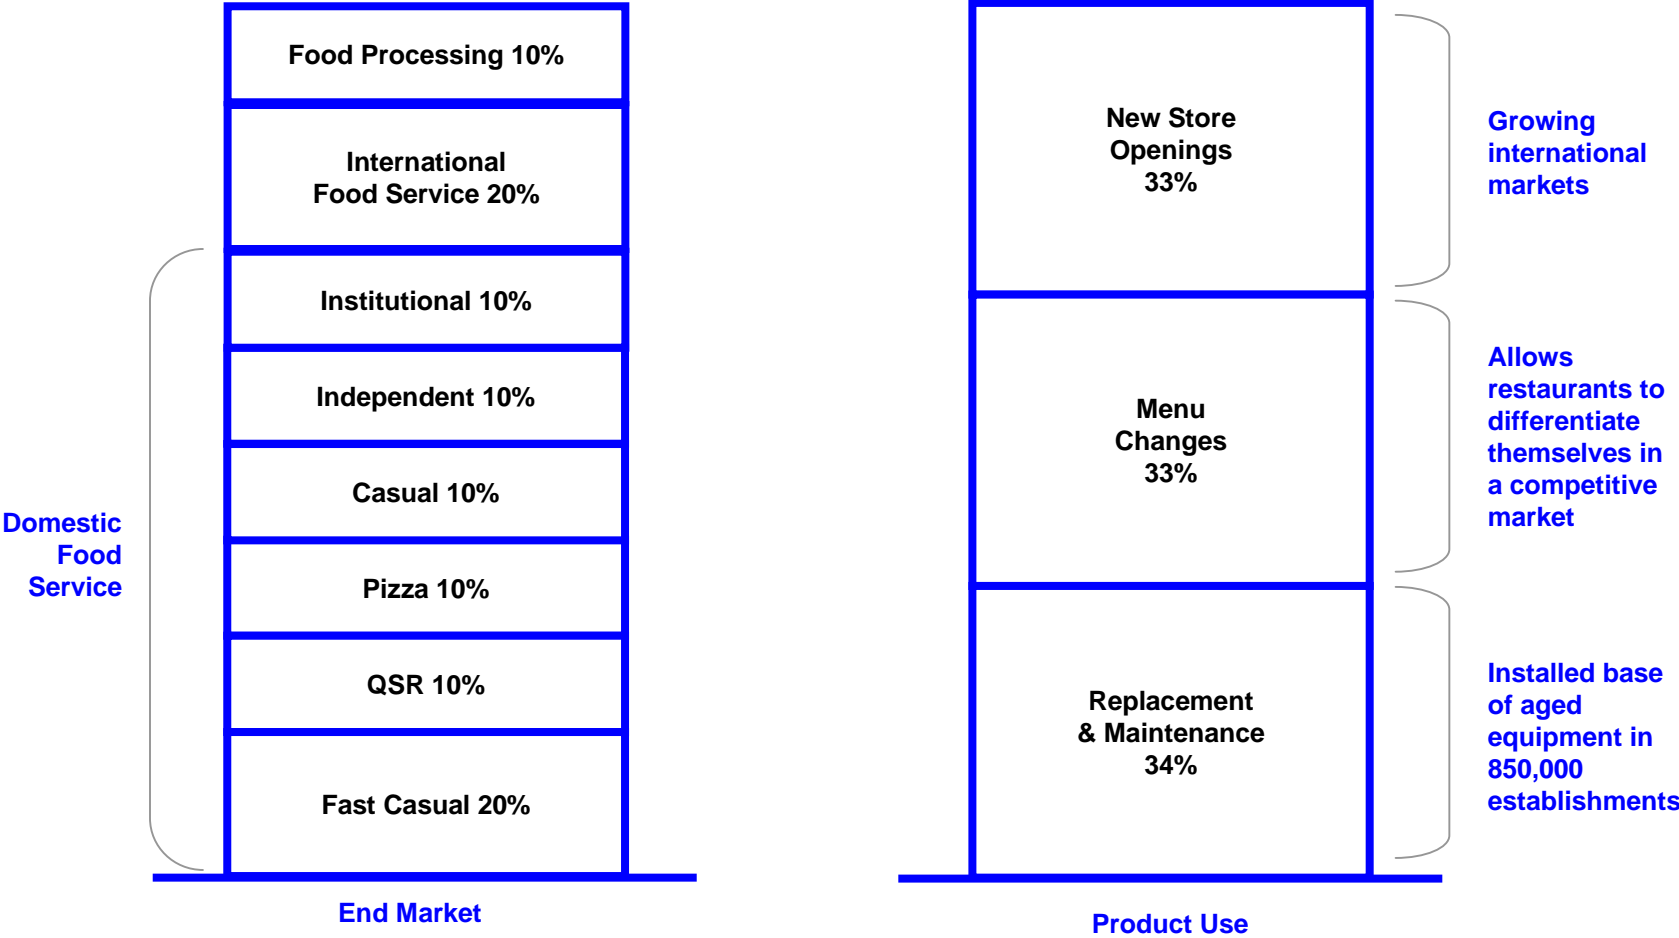 Food Processing 10%
International
Food Service 20%
Institutional 10%
Independent 10%
Casual 10%
Pizza 10%
QSR 10%
Fast Casual 20%
Domestic
Food
Service
End Market
New Store
Openings
33%
Menu
Changes
33%
Replacement
& Maintenance
34%
Growing
international
markets
Allows
restaurants to
differentiate
themselves in
a competitive
market
Installed base
of aged
equipment in
850,000
establishments
Product Use